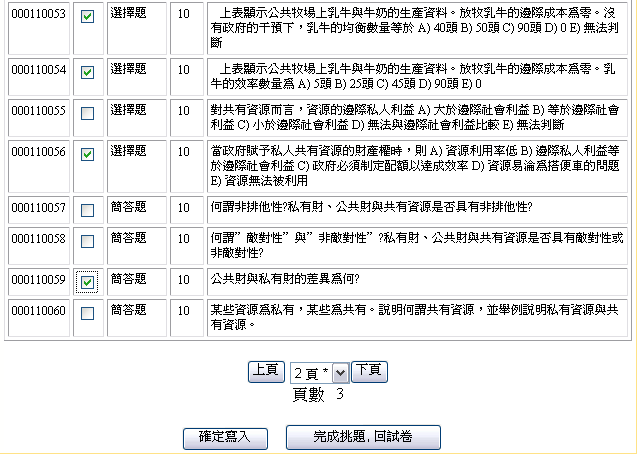 000110053 選擇題 10 上表顯示公共牧場上乳牛與牛奶的生產資料。放牧乳牛的邊際成本爲零。沒
有政府的干預下，乳牛的均衡數量等於 A) 40頭 B) 50頭 C) 90頭 D) 0 E) 無法判
斷
000110054 選擇題 10 上表顯示公共牧場上乳牛與牛奶的生產資料。放牧乳牛的邊際成本爲零。乳
牛的效率數量爲 A) 5頭 B) 25頭 C) 45頭 D) 90頭 E) 0
000110055 選擇題 10 對共有資源而言，資源的邊際私人利益 A) 大於邊際社會利益 B) 等於邊際社會
利益 C) 小於邊際社會利益 D) 無法與邊際社會利益比較 E) 無法判斷
000110056 選擇題 10 當政府賦予私人共有資源的財產權時，則 A) 資源利用率低 B) 邊際私人利益等
於邊際社會利益 C) 政府必須制定配額以達成效率 D) 資源易淪爲搭便車的問題
E) 資源無法被利用
000110057 簡答題 10 何謂非排他性?私有財、公共財與共有資源是否具有非排他性?
000110058 簡答題 10 何謂”敵對性”與”非敵對性”?私有財、公共財與共有資源是否具有敵對性或
非敵對性?
000110059 簡答題 10 公共財與私有財的差異爲何?
000110060 簡答題 10 某些資源爲私有，某些爲共有。說明何謂共有資源，並舉例說明私有資源與共
有資源。
上頁 2 頁 * 下頁
頁數 3
確定寫入 完成挑題, 回試卷